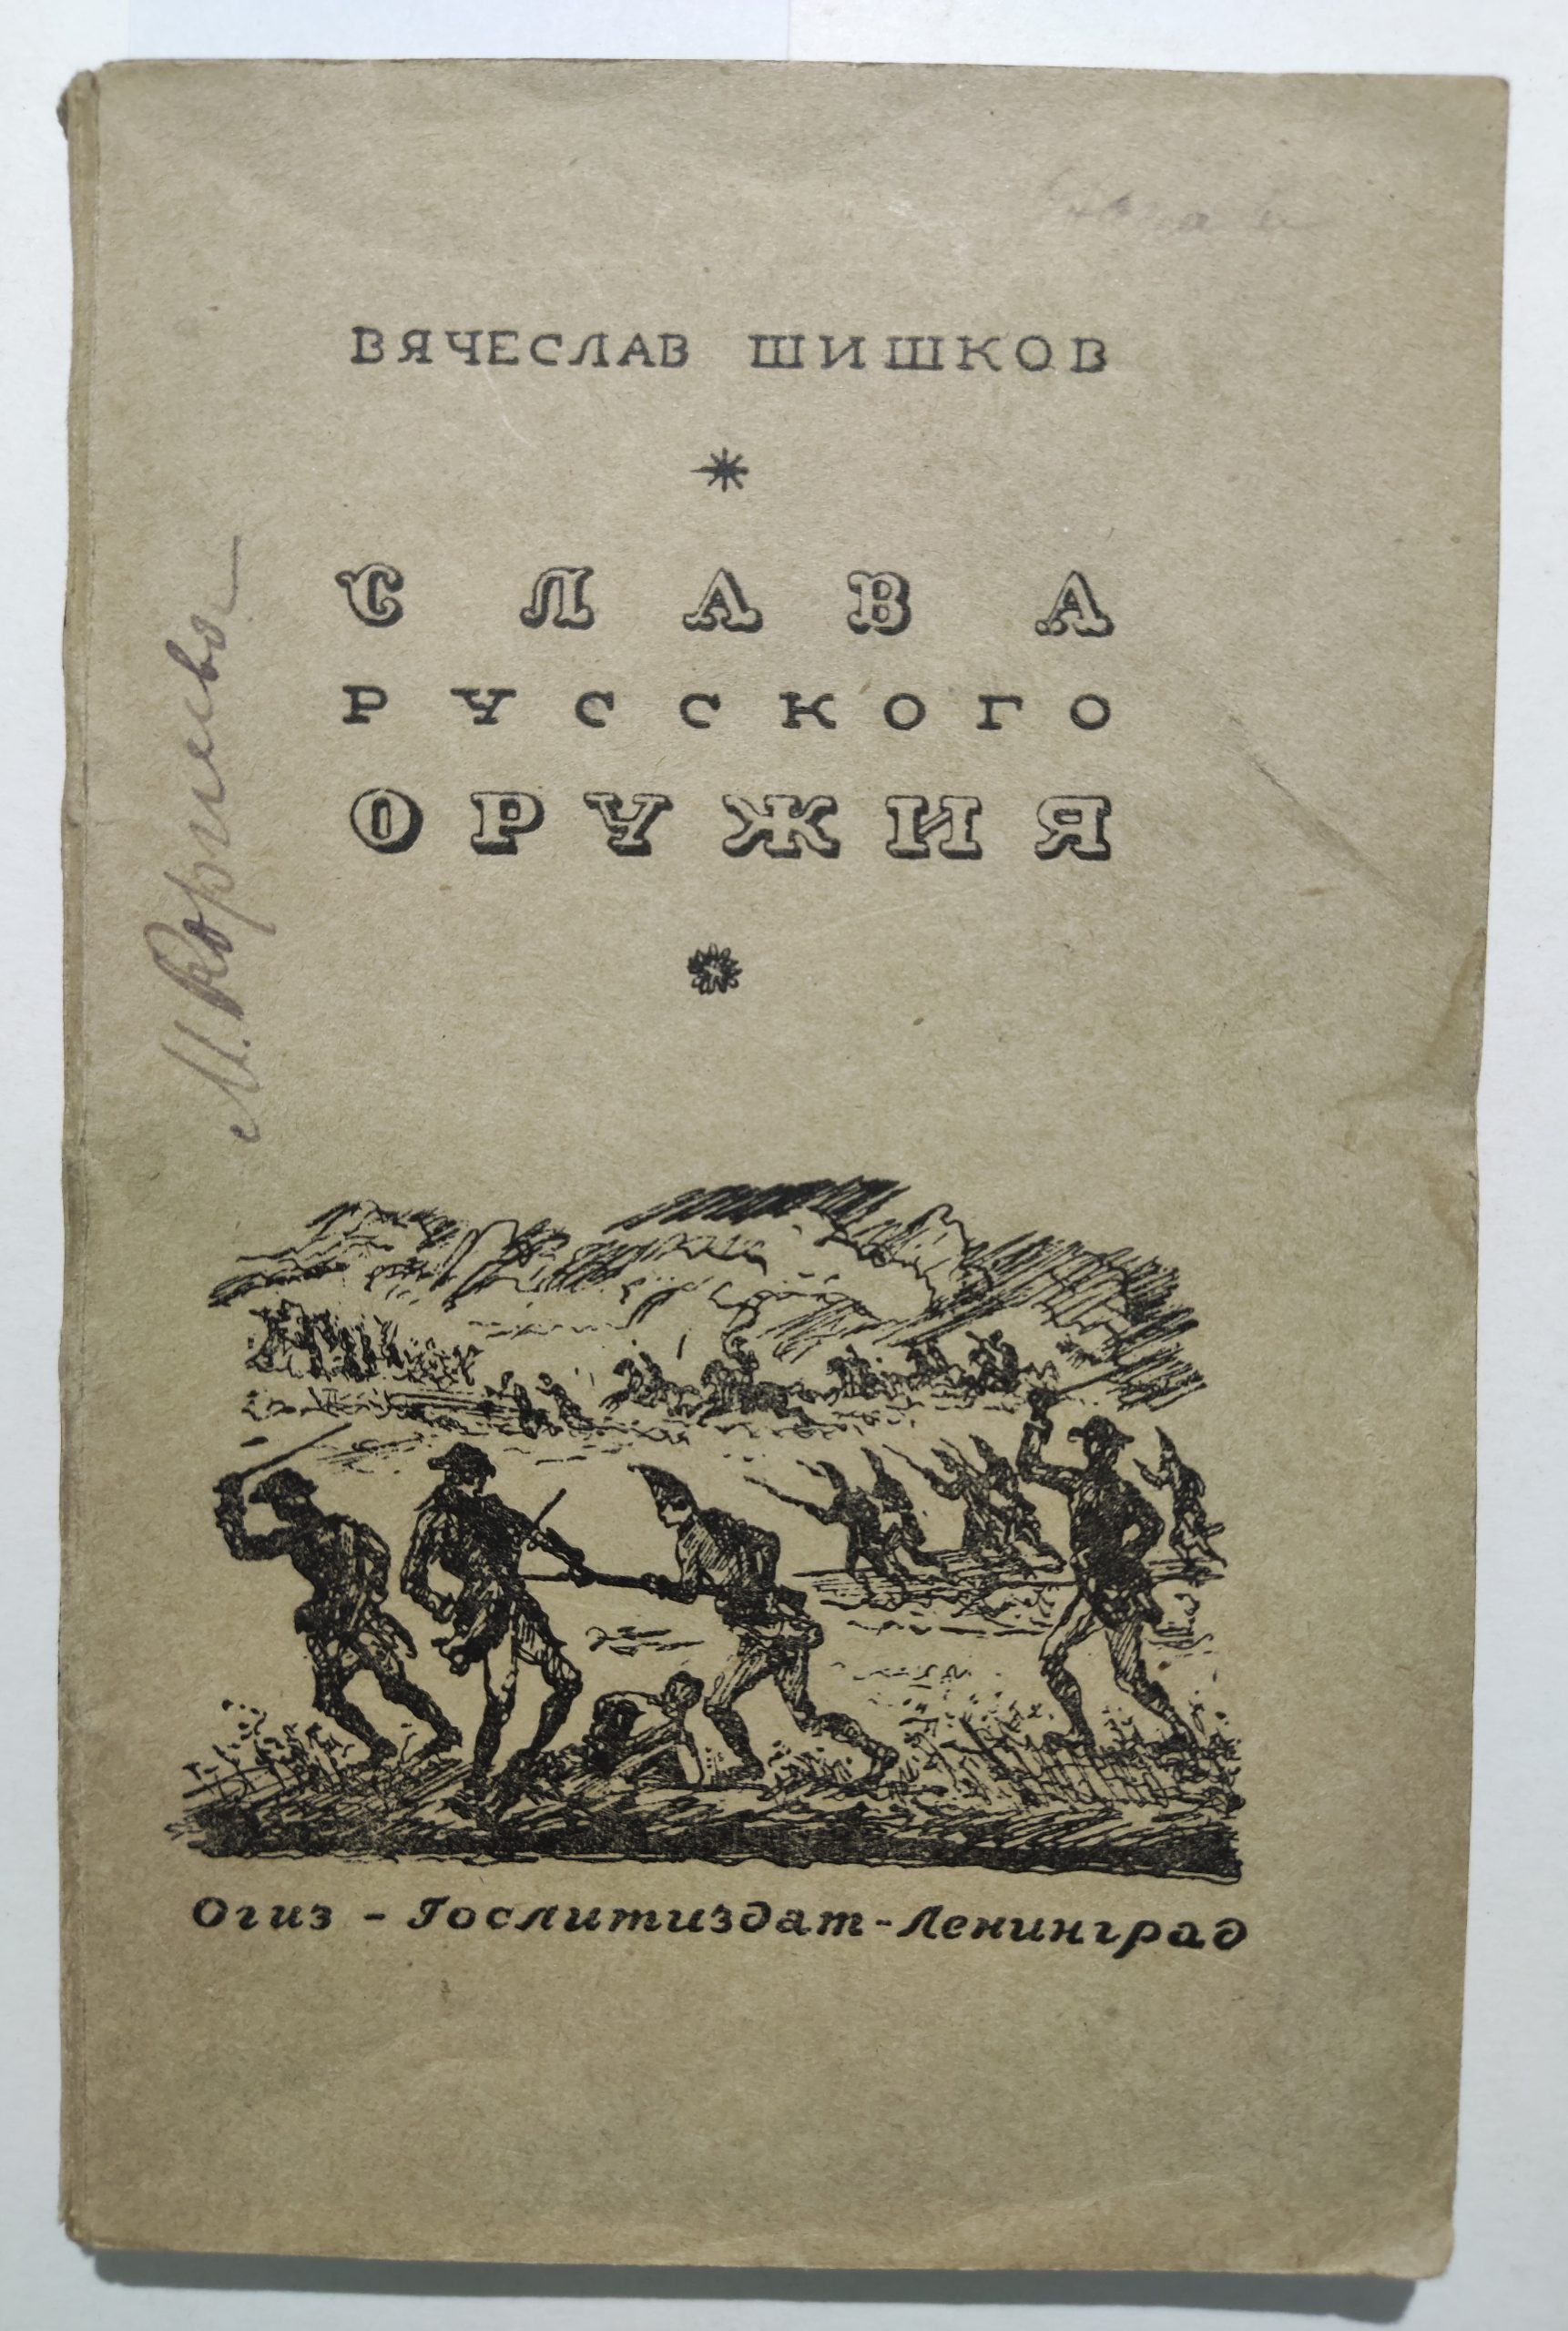 ВЯЧЕСЛАВ ШИШКОВ
СЛАВА
РУССКОГО
ОРУЖИЯ
Огиз - Гослитиздат - Ленинград
М.